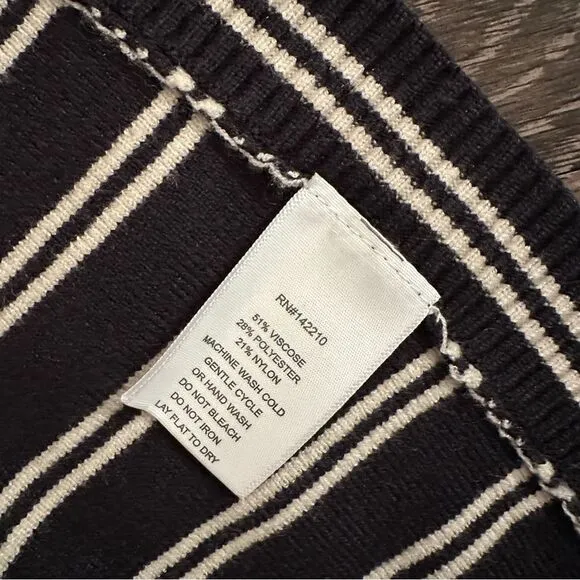 RN#142210
51% VISCOSE
28% POLYESTER
21% NYLON
MACHINE WASH COLD
GENTLE CYCLE
OR HAND WASH
DO NOT BLEACH
DO NOT IRON
LAY FLAT TO DRY